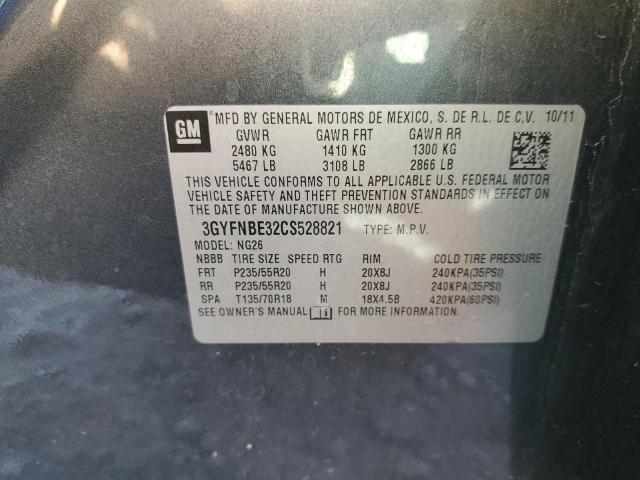 GM
MFD BY GENERAL MOTORS DE MEXICO, S. DE R.L. DE C.V. 10/11
GVWR GAWR FRT GAWR RR
2480 KG 1410 KG 1300 KG
5467 LB 3108 LB 2866 LB
THIS VEHICLE CONFORMS TO ALL APPLICABLE U.S. FEDERAL MOTOR
VEHICLE SAFETY AND THEFT PREVENTION STANDARDS IN EFFECT
ON THE DATE OF MANUFACTURE SHOWN ABOVE.
3GYFNBE32CS528821 TYPE: M.P.V.
MODEL: NG26
NBBB TIRE SIZE SPEED RTG RIM COLD TIRE PRESSURE
FRT P235/55R20 H 20X8J 240KPA(35PSI)
RR P235/55R20 H 20X8J 240KPA(35PSI)
SPA T135/70R18 M 18X4.5B 420KPA(60PSI)
SEE OWNER'S MANUAL FOR MORE INFORMATION.